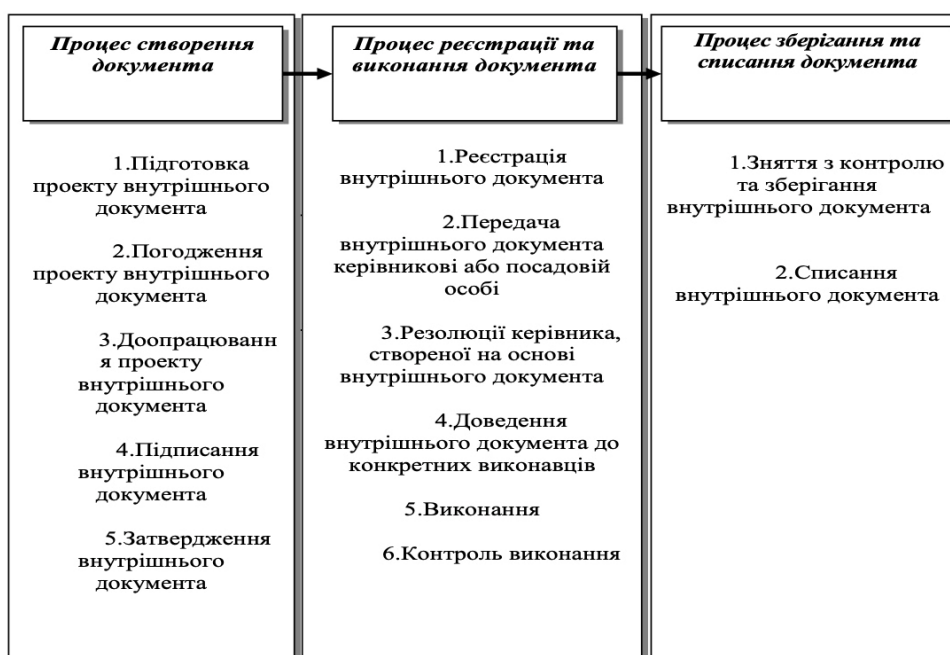 Процес створення
документа
1.Підготовка
проекту внутрішнього
документа
2.Погодження
проекту внутрішнього
документа
3.Доопрацюванн
я проекту
внутрішнього
документа
4.Підписання
внутрішнього
документа
5.Затвердження
внутрішнього
документа
Процес реєстрації та
виконання документа
1.Реєстрація
внутрішнього документа
2.Передача
внутрішнього документа
керівникові або посадовій
особі
3.Резолюції керівника,
створеної на основі
внутрішнього документа
4.Доведення
внутрішнього документа до
конкретних виконавців
5.Виконання
6.Контроль виконання
Процес зберігання та
списання документа
1.Зняття з контролю
та зберігання
внутрішнього документа
2.Списання
внутрішнього документа